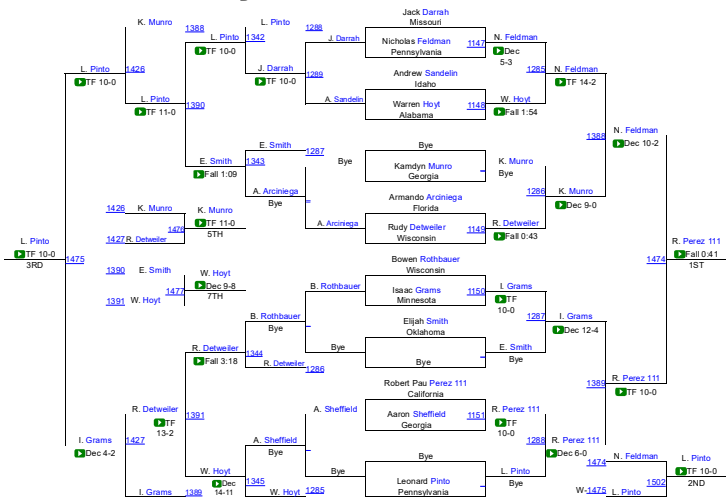 Jack Darrah
Missouri
K. Munro
1388
L. Pinto
1288
L. Pinto
1342
J. Darrah
Nicholas Feldman
1147
N. Feldman
TF 10-0
Pennsylvania
Dec
5-3
L. Pinto
1426
J. Darrah
1289
Andrew Sandelin
1285
N. Feldman
TF 10-0
TF 10-0
Idaho
TF 14-2
L. Pinto
1390
A. Sandelin
Warren Hoyt
1148
W. Hoyt
TF 11-0
Alabama
Fall 1:54
1388
N. Feldman
Dec 10-2
E. Smith
1287
Bye
E. Smith
1343
Bye
Kamdyn Munro
K. Munro
Fall 1:09
Georgia
Bye
A. Arciniega
Armando Arciniega
1286
K. Munro
Bye
Florida
Dec 9-0
1426
K. Munro
K. Munro
1476
TF 11-0
A. Arciniega
Rudy Detweiler
1149
R. Detweiler
1427
R. Detweiler
5TH
Wisconsin
Fall 0:43
L. Pinto
R. Perez 111
TF 10-0
1475
Bowen Rothbauer
1474
Fall 0:41
3RD
Wisconsin
1ST
1390
E. Smith
W. Hoyt
1477
Dec 9-8
B. Rothbauer
Isaac Grams
1150
I. Grams
1391
W. Hoyt
7TH
Minnesota
TF
10-0
B. Rothbauer
Elijah Smith
1287
I. Grams
Bye
Oklahoma
Dec 12-4
R. Detweiler
1344
Bye
Bye
E. Smith
Fall 3:18
R. Detweiler
1286
Bye
Robert Pau Perez 111
1389
R. Perez 111
California
TF 10-0
R. Detweiler
1391
A. Sheffield
Aaron Sheffield
1151
R. Perez 111
TF
Georgia
TF
13-2
10-0
I. Grams
1427
A. Sheffield
Bye
1288
R. Perez 111
Dec 4-2
Bye
Dec 6-0
W. Hoyt
1345
Bye
Leonard Pinto
L. Pinto
1474
N. Feldman
L. Pinto
Dec
Pennsylvania
Bye
1502
TF 10-0
14-11
2ND
I. Grams
1389
W. Hoyt
1285
W-1475
L. Pinto